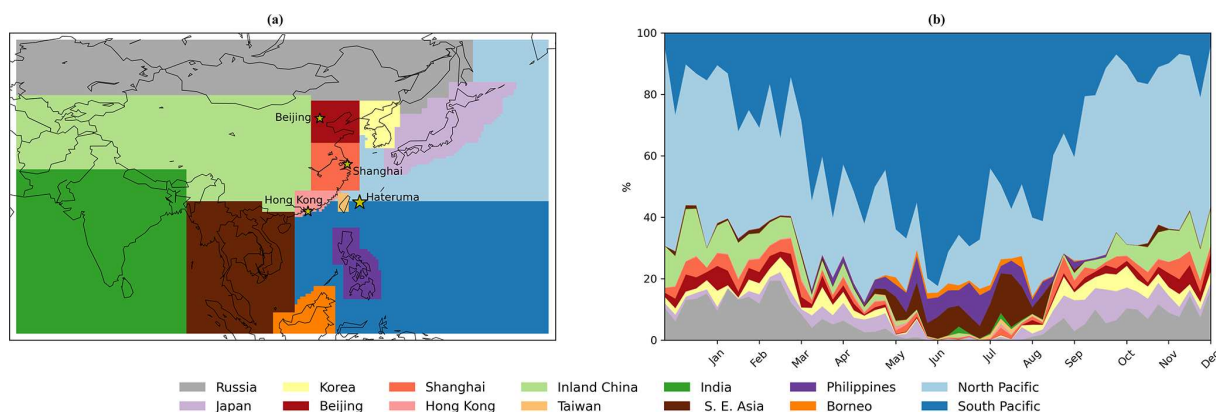 (a)
Beijing
Shanghai
Hong Kong
Hateruma
(b)
100
80
60
%
40
20
0
Jan Feb Mar Apr May Jun Jul Aug Sep Oct Nov Dec
Russia Korea Shanghai Inland China India Philippines North Pacific
Japan Beijing Hong Kong Taiwan S. E. Asia Borneo South Pacific